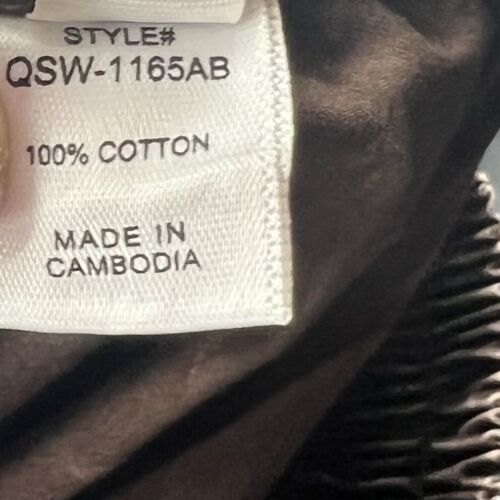 STYLE#
QSW-1165AB
100% COTTON
MADE IN
CAMBODIA